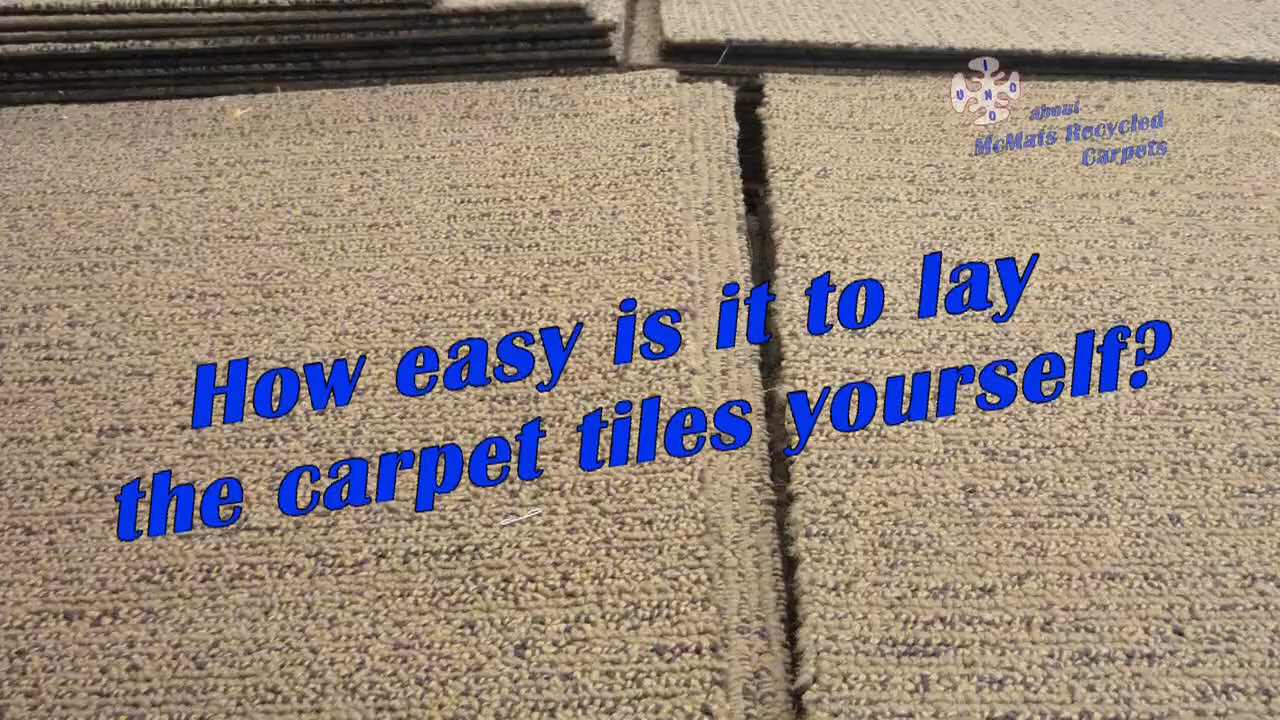 I
U N O
O
about
McMats Recycled
Carpets
How easy is it to lay
the carpet tiles yourself?